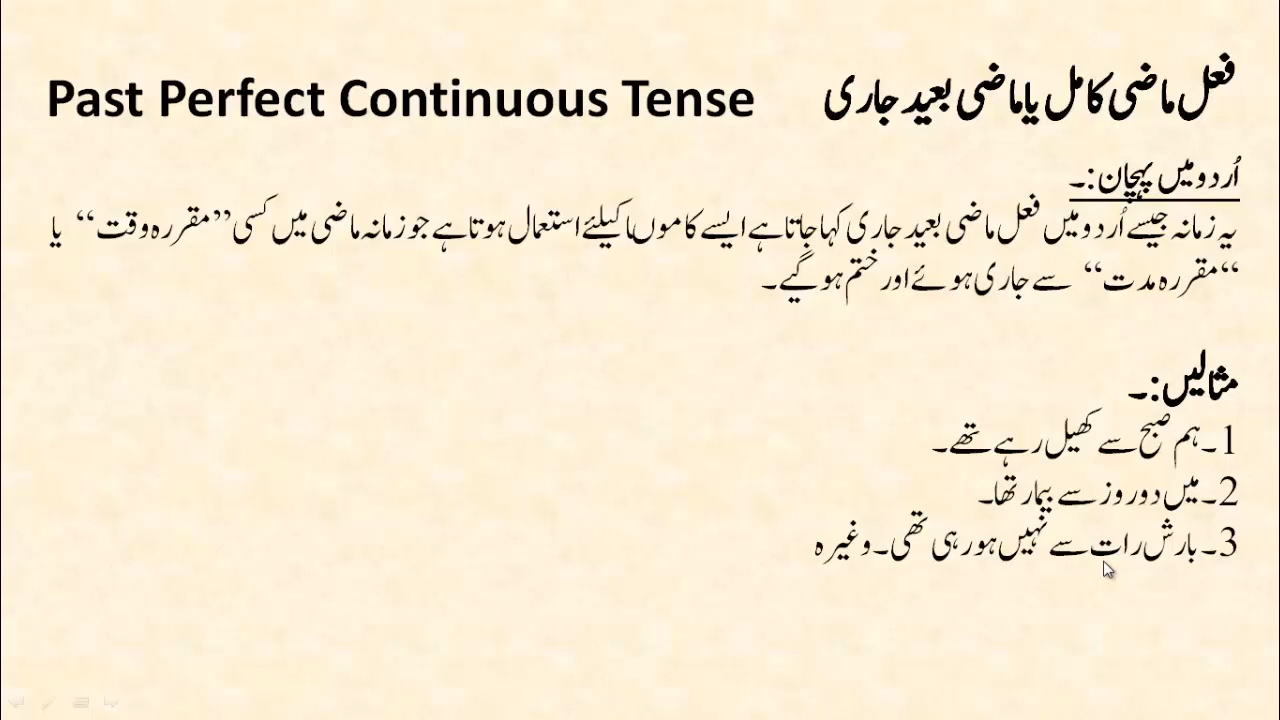 Past Perfect Continuous Tense فعل ماضی کامل یا ماضی بعید جاری
اُردو میں پہچان:۔
یہ زمانہ جیسے اُردو میں فعل ماضی بعید جاری کہا جاتا ہے ایسے کاموں کیلئے استعمال ہوتا ہے جو زمانہ ماضی میں کسی ”مقررہ وقت“ یا
“مقررہ مدت“ سے جاری ہوئے اور ختم ہوگیے۔
مثالیں:۔
1۔ہم صبح سے کھیل رہے تھے۔
2۔میں دو روز سے بیمار تھا۔
3۔بارش رات سے نہیں ہو رہی تھی۔وغیرہ